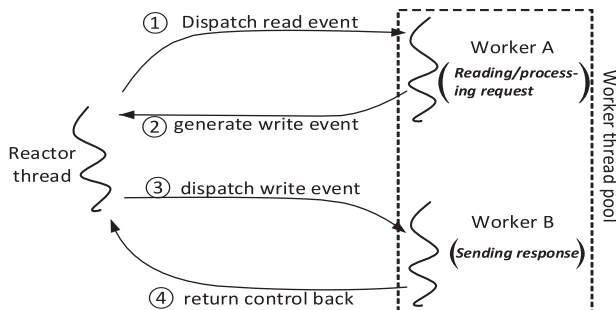 ① Dispatch read event
Worker A
(Reading/process-
ing request)
② generate write event
Reactor
thread
③ dispatch write event
Worker B
(Sending response)
④ return control back
Worker thread pool